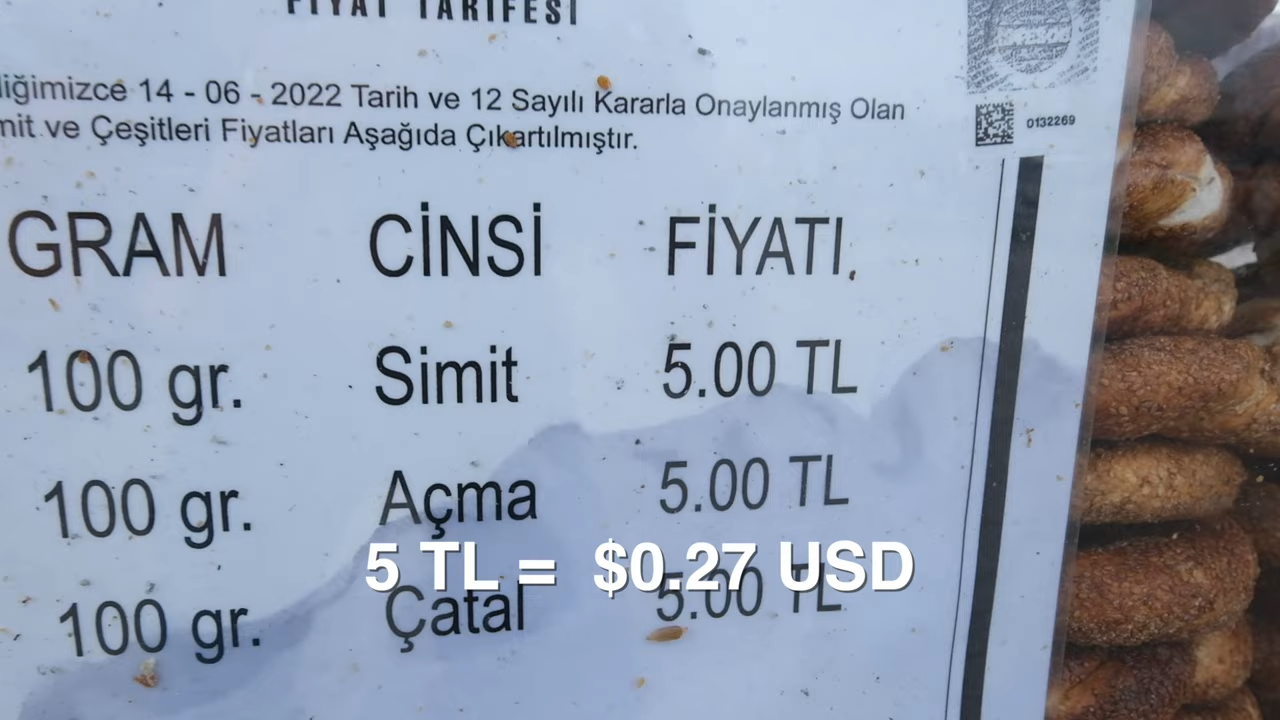 FİYAT TARİFESİ
14 - 06 - 2022 Tarih ve 12 Sayılı Kararla Onaylanmış Olan
ve Çeşitleri Fiyatları Aşağıda Çıkartılmıştır.
0132269
GRAM CİNSİ FİYATI
100 gr. Simit 5.00 TL
100 gr. Açma 5.00 TL
5 TL = $0.27 USD
100 gr. Çatal 5.00 TL